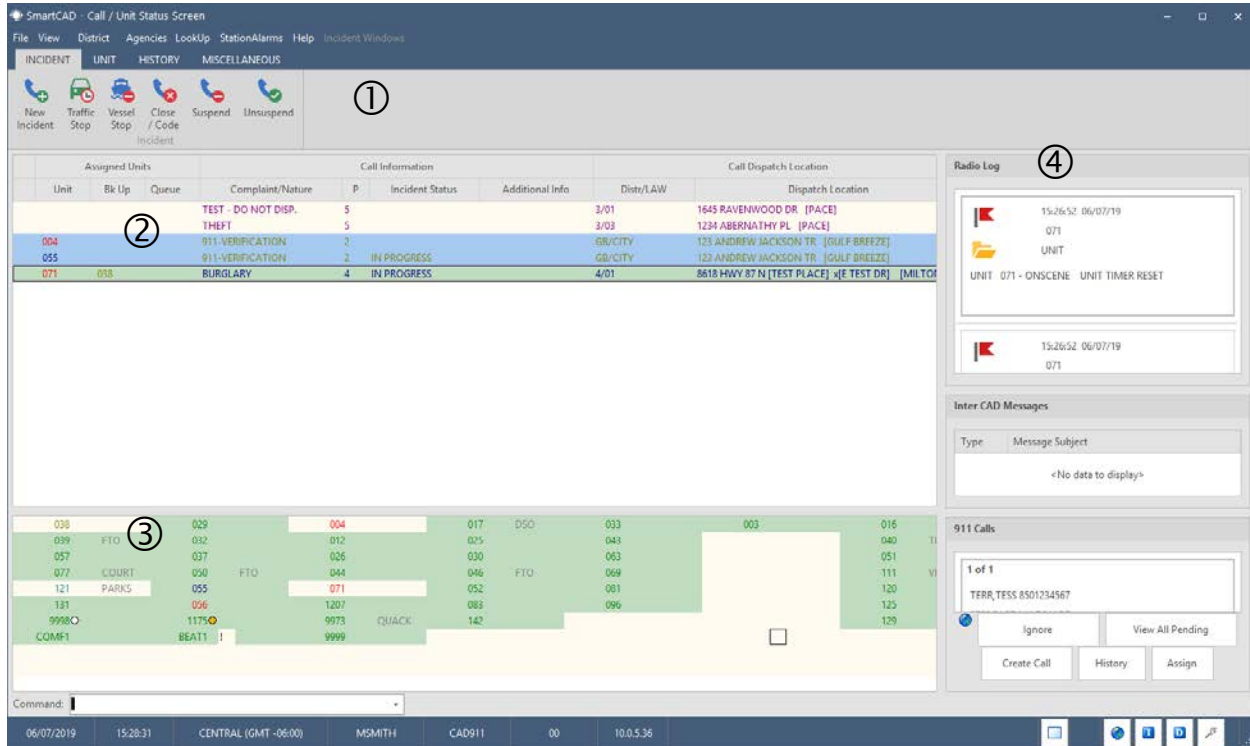 SmartCAD - Call / Unit Status Screen
File View District Agencies LookUp StationAlarms Help Incident Windows
INCIDENT UNIT HISTORY MISCELLANEOUS
①
New Incident Traffic Stop Vessel Stop Close / Code Suspend Unsuspend
Incident
Assigned Units Call Information Call Dispatch Location
Unit Bk Up Queue Complaint/Nature P Incident Status Additional Info Distr/LAW Dispatch Location
②
TEST - DO NOT DISP. 5 3/01 1645 RAVENWOOD DR [PACE]
THEFT 5 3/03 1234 ABERNATHY PL [PACE]
004 911-VERIFICATION 2 GB/CITY 123 ANDREW JACKSON TR [GULF BREEZE]
055 911-VERIFICATION 2 IN PROGRESS GB/CITY 123 ANDREW JACKSON TR [GULF BREEZE]
071 038 BURGLARY 4 IN PROGRESS 4/01 8618 HWY 87 N [TEST PLACE] x[E TEST DR] [MILTO
Radio Log
④
15:26:52 06/07/19
071
UNIT
UNIT 071 - ONSCENE UNIT TIMER RESET
15:26:52 06/07/19
071
Inter CAD Messages
Type Message Subject
<No data to display>
③
038 029 004 017 DSO 033 003 016
039 FTO 032 012 025 043 040
057 037 026 030 063 051
077 COURT 050 FTO 044 046 FTO 069 111
121 PARKS 055 071 052 081 120
131 056 1207 083 096 125
9998 1175 9973 QUACK 142 129
COMF1 BEAT1 ! 9999
911 Calls
1 of 1
TERR,TESS 8501234567
Ignore View All Pending
Create Call History Assign
Command:
06/07/2019 15:28:31 CENTRAL (GMT -06:00) MSMITH CAD911 00 10.0.5.36
I D